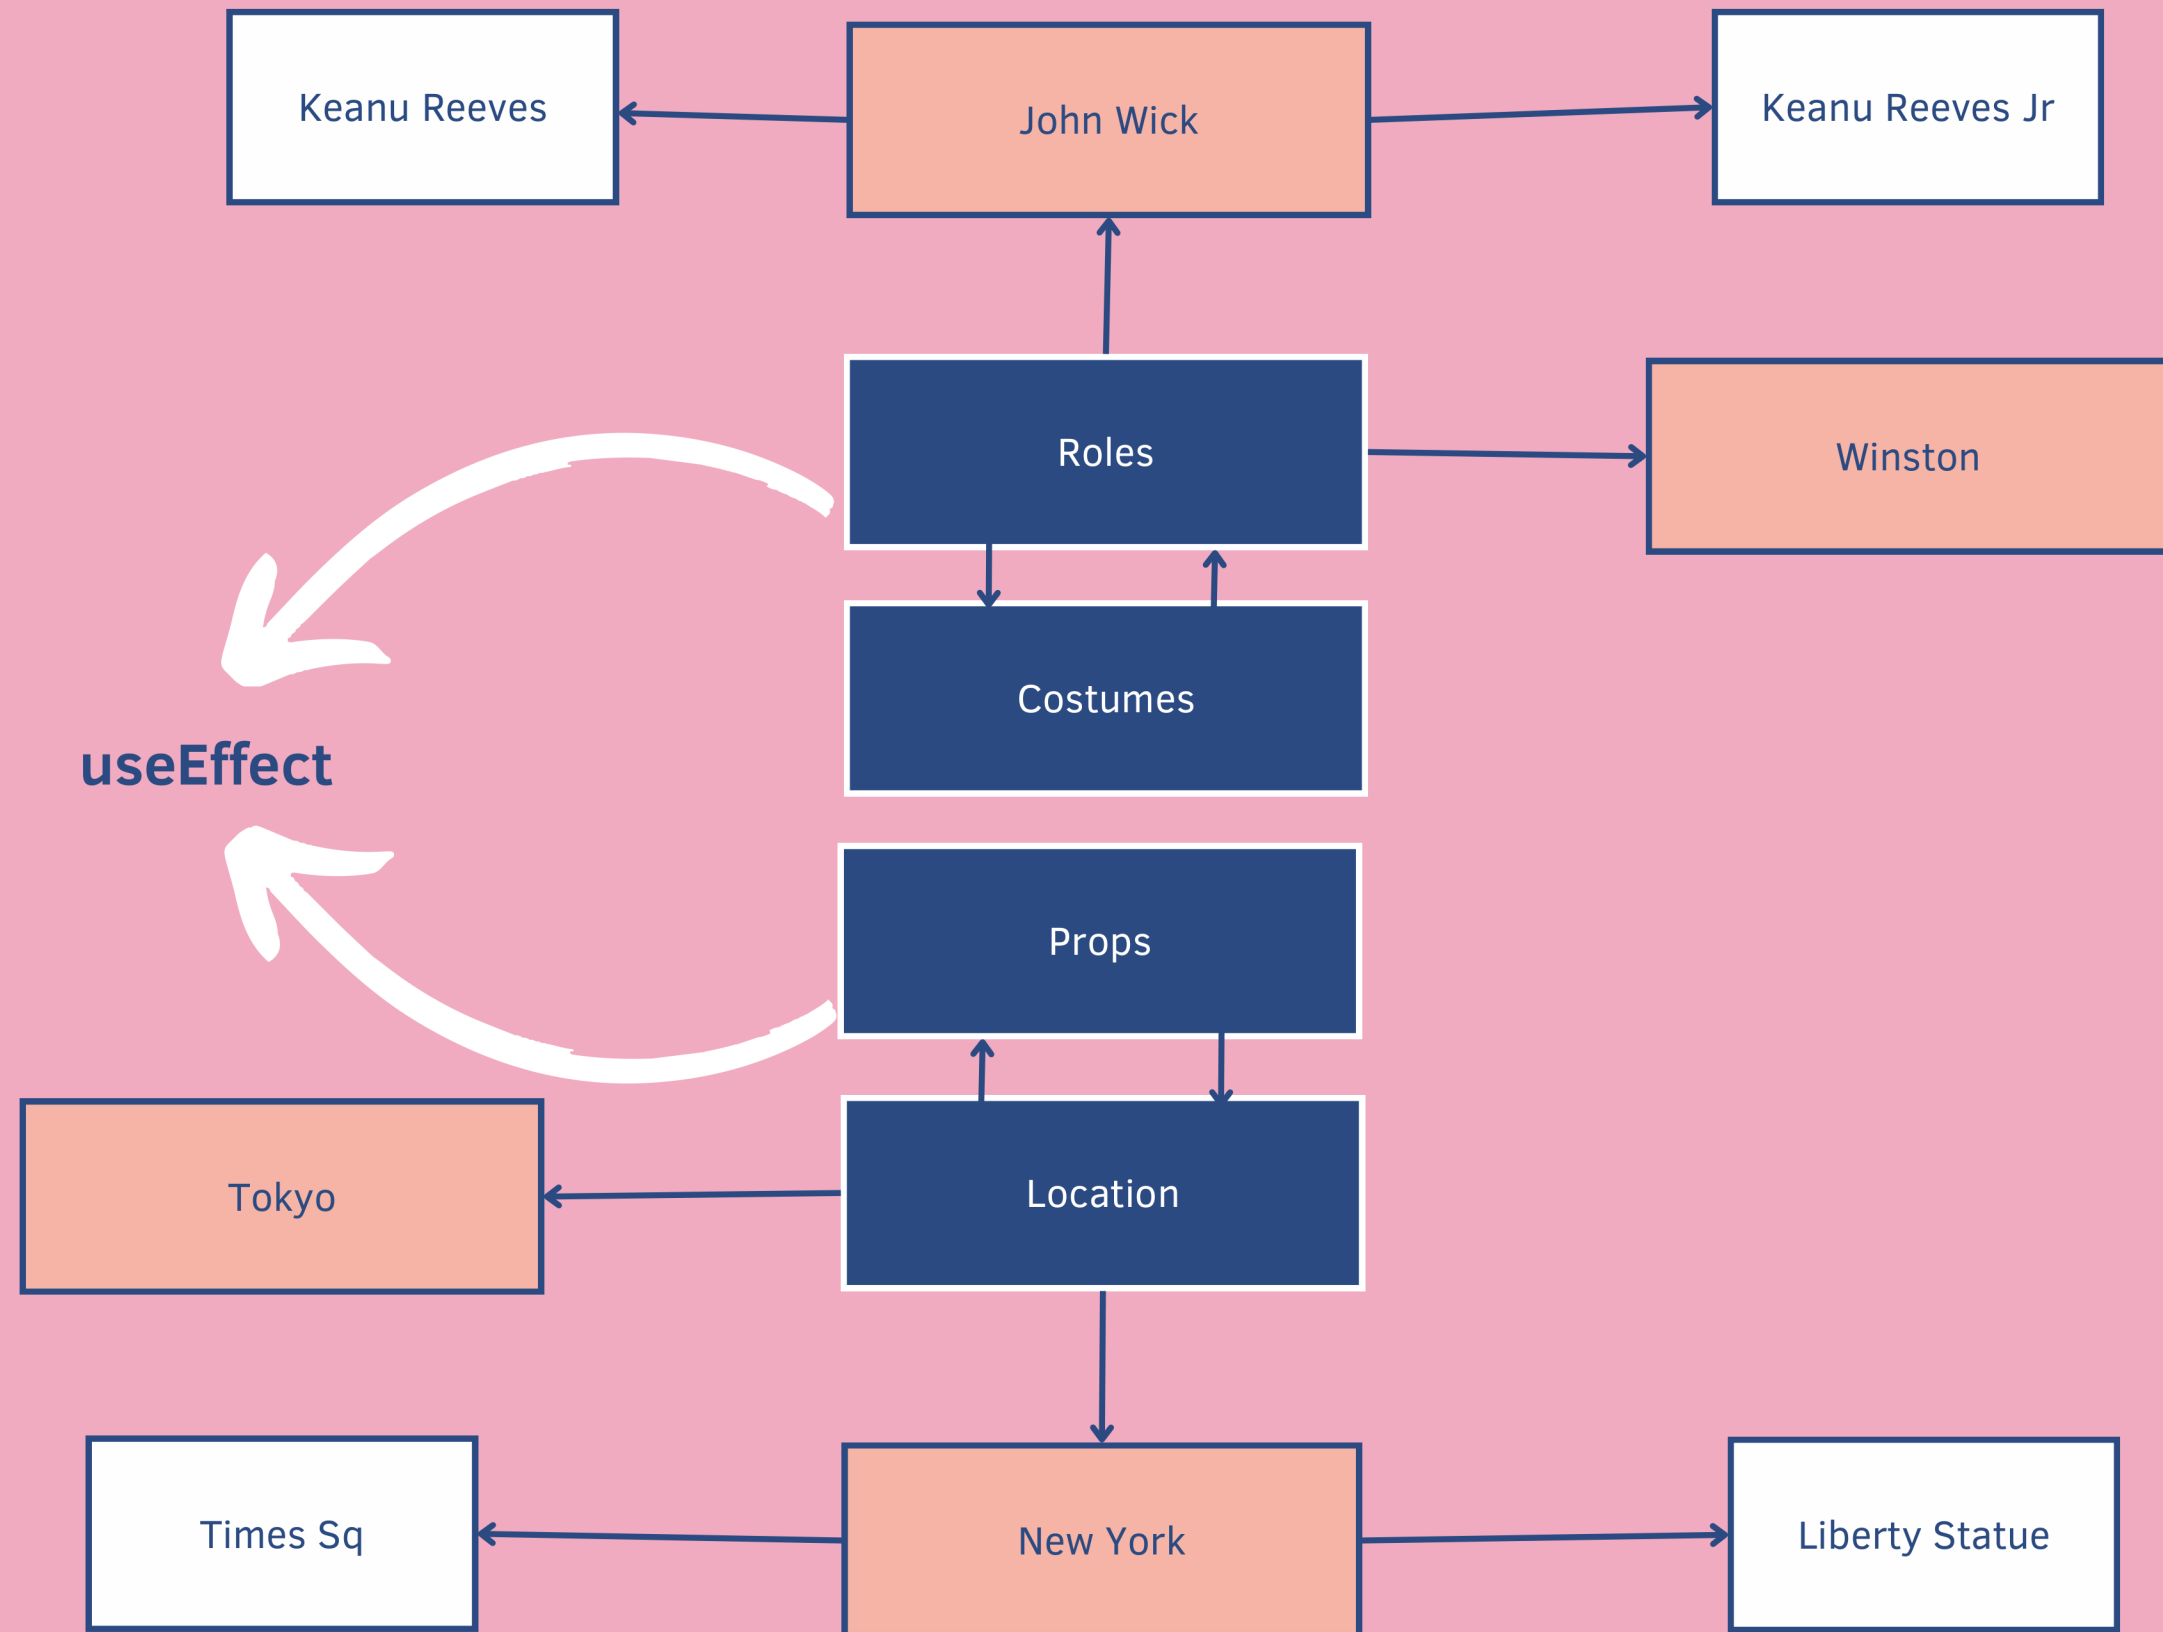 Keanu Reeves
John Wick
Keanu Reeves Jr
Roles
Winston
Costumes
useEffect
Props
Tokyo
Location
Times Sq
New York
Liberty Statue